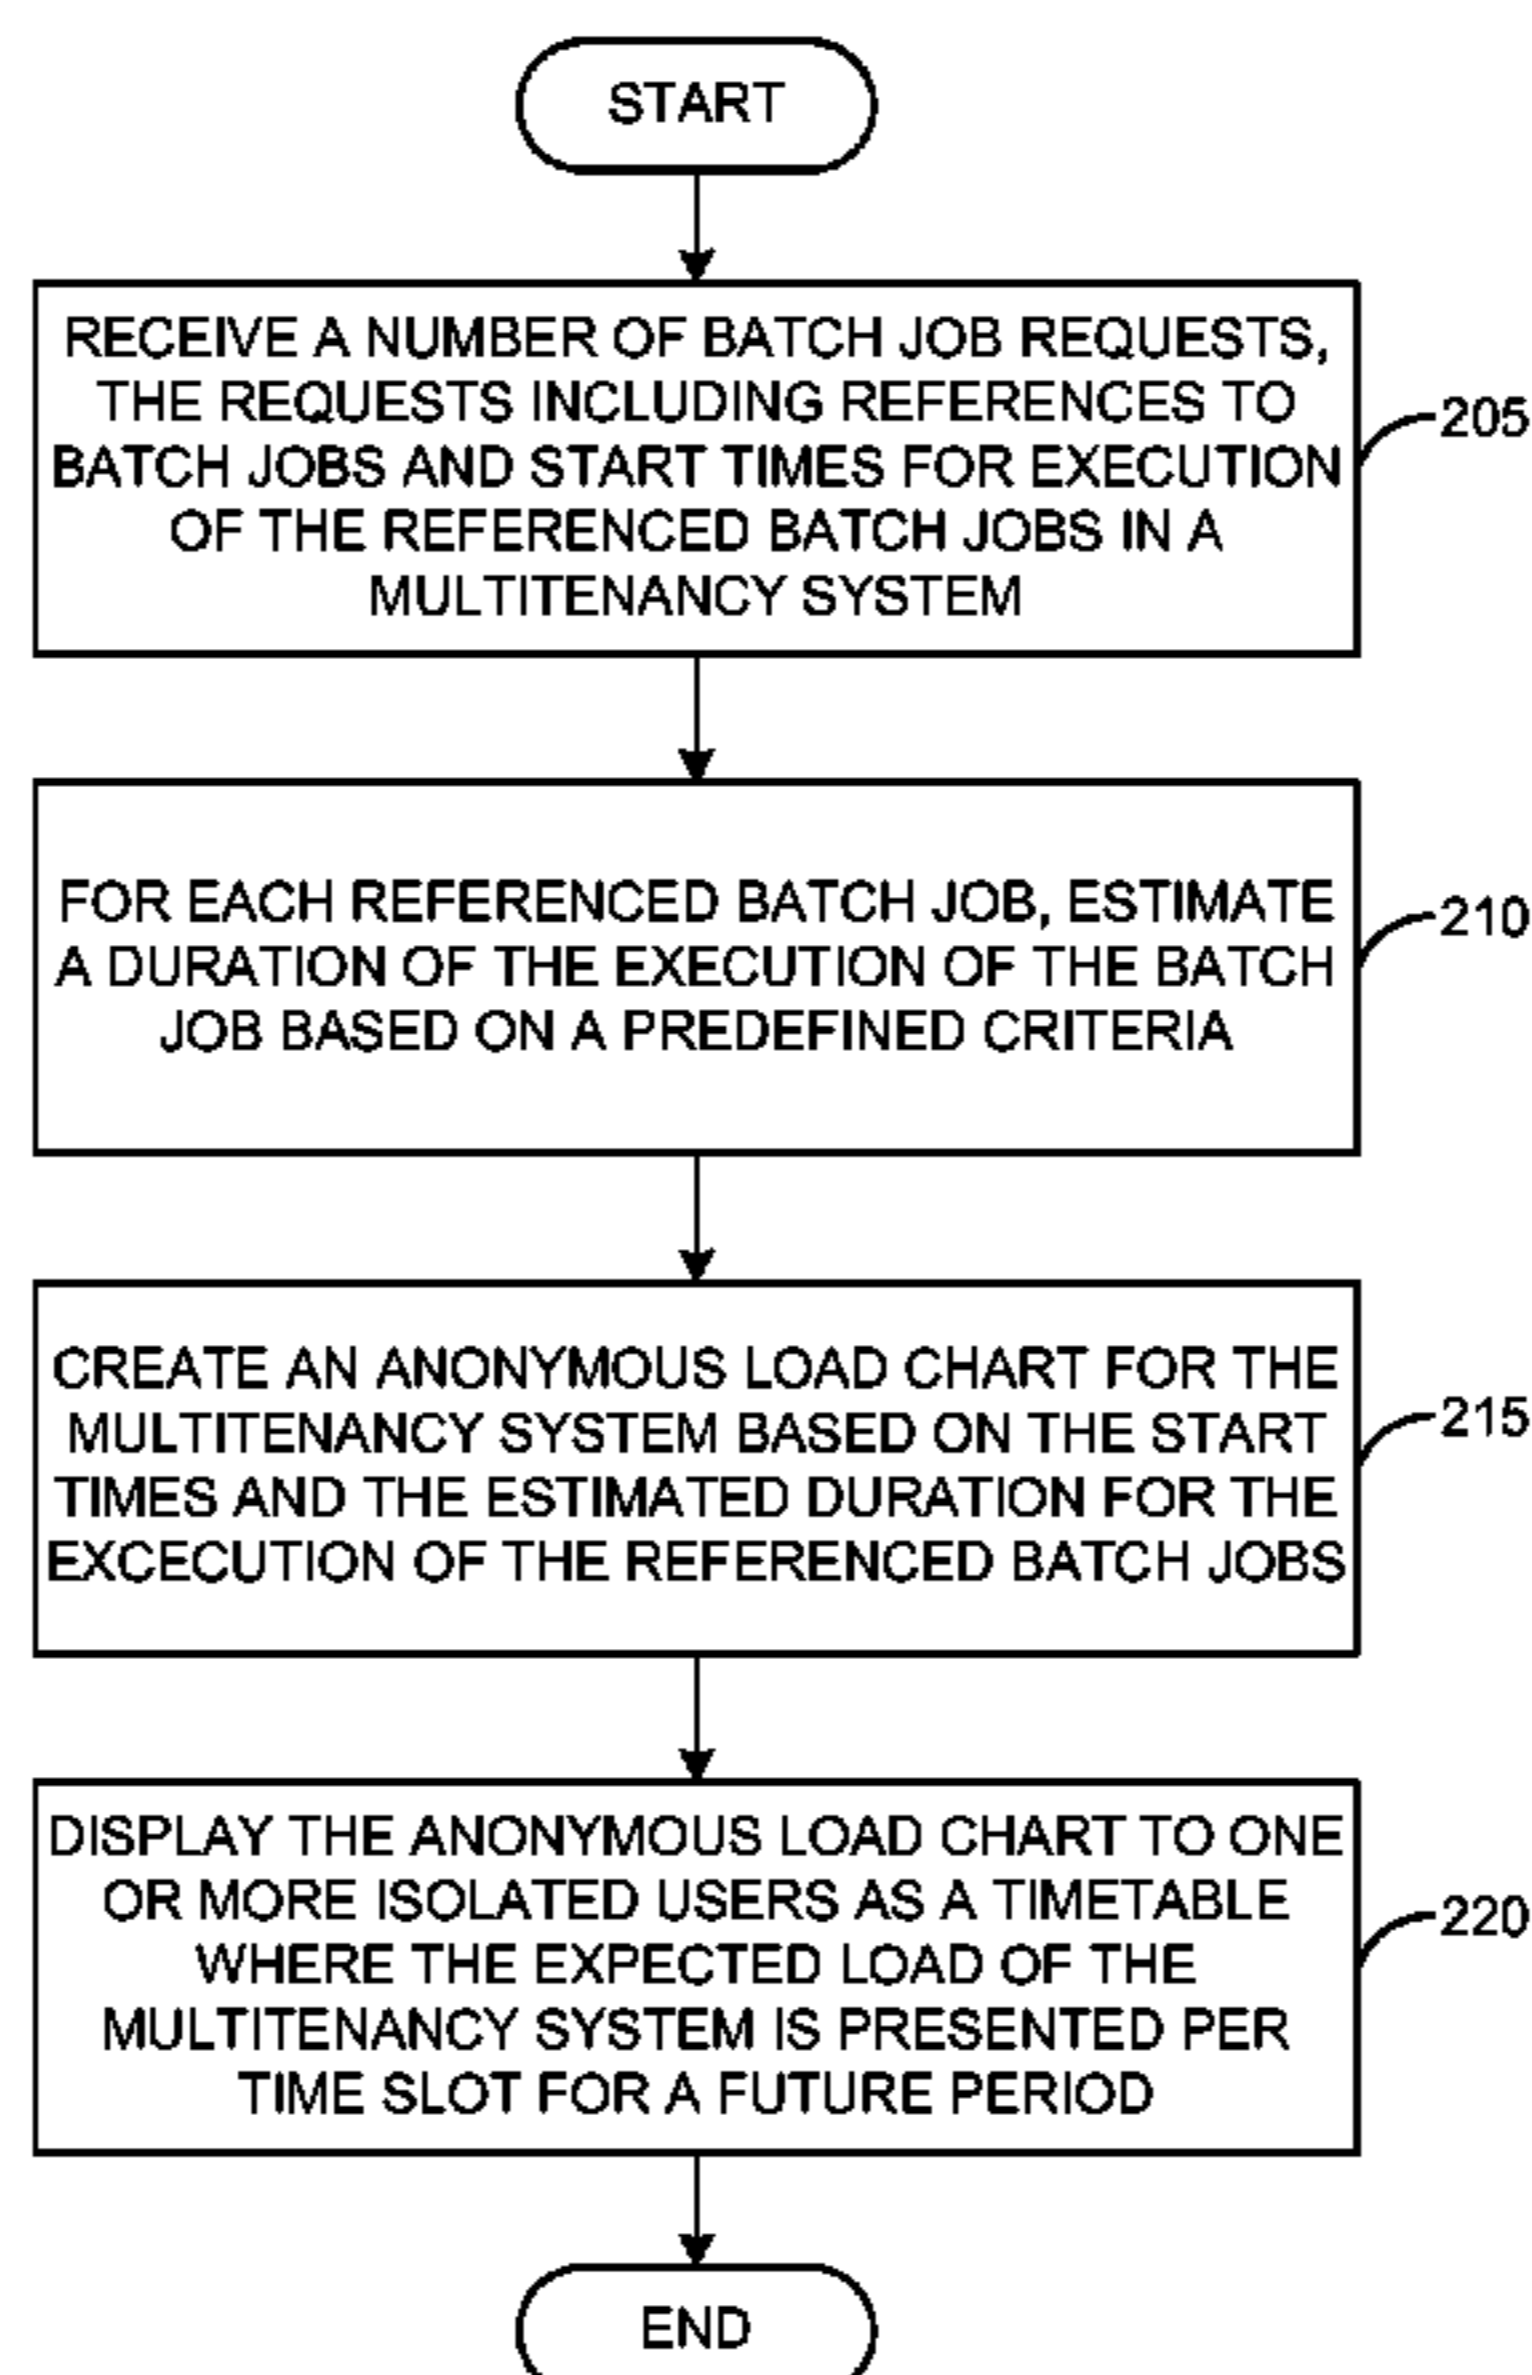 START
RECEIVE A NUMBER OF BATCH JOB REQUESTS,
THE REQUESTS INCLUDING REFERENCES TO
BATCH JOBS AND START TIMES FOR EXECUTION
OF THE REFERENCED BATCH JOBS IN A
MULTITENANCY SYSTEM
205
FOR EACH REFERENCED BATCH JOB, ESTIMATE
A DURATION OF THE EXECUTION OF THE BATCH
JOB BASED ON A PREDEFINED CRITERIA
210
CREATE AN ANONYMOUS LOAD CHART FOR THE
MULTITENANCY SYSTEM BASED ON THE START
TIMES AND THE ESTIMATED DURATION FOR THE
EXCECUTION OF THE REFERENCED BATCH JOBS
215
DISPLAY THE ANONYMOUS LOAD CHART TO ONE
OR MORE ISOLATED USERS AS A TIMETABLE
WHERE THE EXPECTED LOAD OF THE
MULTITENANCY SYSTEM IS PRESENTED PER
TIME SLOT FOR A FUTURE PERIOD
220
END